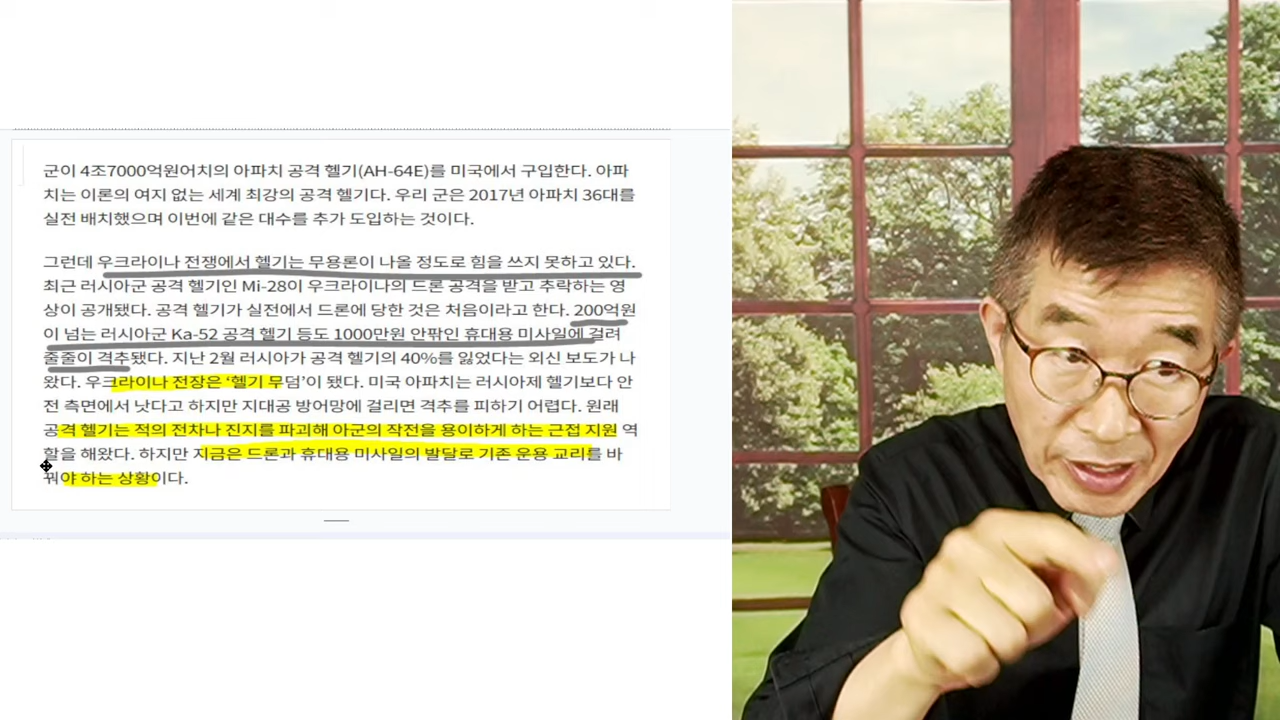 군이 4조7000억원어치의 아파치 공격 헬기(AH-64E)를 미국에서 구입한다. 아파
치는 이론의 여지 없는 세계 최강의 공격 헬기다. 우리 군은 2017년 아파치 36대를
실전 배치했으며 이번에 같은 대수를 추가 도입하는 것이다.
그런데 우크라이나 전쟁에서 헬기는 무용론이 나올 정도로 힘을 쓰지 못하고 있다.
최근 러시아군 공격 헬기인 Mi-28이 우크라이나의 드론 공격을 받고 추락하는 영
상이 공개됐다. 공격 헬기가 실전에서 드론에 당한 것은 처음이라고 한다. 200억원
이 넘는 러시아군 Ka-52 공격 헬기 등도 1000만원 안팎인 휴대용 미사일에 걸려
줄줄이 격추됐다. 지난 2월 러시아가 공격 헬기의 40%를 잃었다는 외신 보도가 나
왔다. 우크라이나 전장은 ‘헬기 무덤’이 됐다. 미국 아파치는 러시아제 헬기보다 안
전 측면에서 낫다고 하지만 지대공 방어망에 걸리면 격추를 피하기 어렵다. 원래
공격 헬기는 적의 전차나 진지를 파괴해 아군의 작전을 용이하게 하는 근접 지원 역
할을 해왔다. 하지만 지금은 드론과 휴대용 미사일의 발달로 기존 운용 교리를 바
꿔야 하는 상황이다.